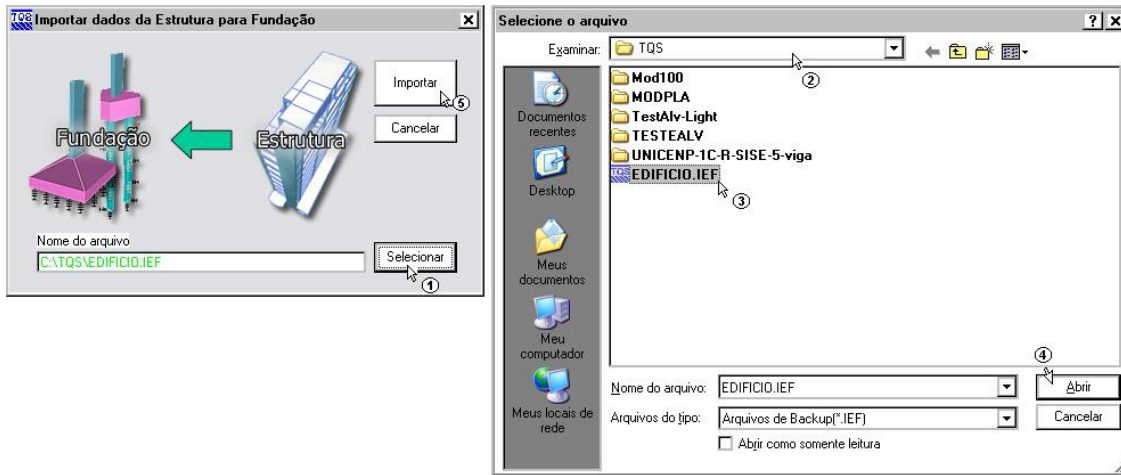 TQS Importar dados da Estrutura para Fundação
Importar
5
Cancelar
Fundação
Estrutura
Nome do arquivo
C:\TQS\EDIFICIO.IEF
Selecionar
1
Selecione o arquivo
Examinar:
TQS
2
Documentos
recentes
Desktop
Meus
documentos
Meu
computador
Meus locais de
rede
Mod100
MODPLA
TestAlv-Light
TESTEALV
UNICENP-1C-R-SISE-5-viga
TQS EDIFICIO.IEF
3
4
Nome do arquivo:
EDIFICIO.IEF
Abrir
Arquivos do tipo:
Arquivos de Backup(*.IEF)
Cancelar
Abrir como somente leitura